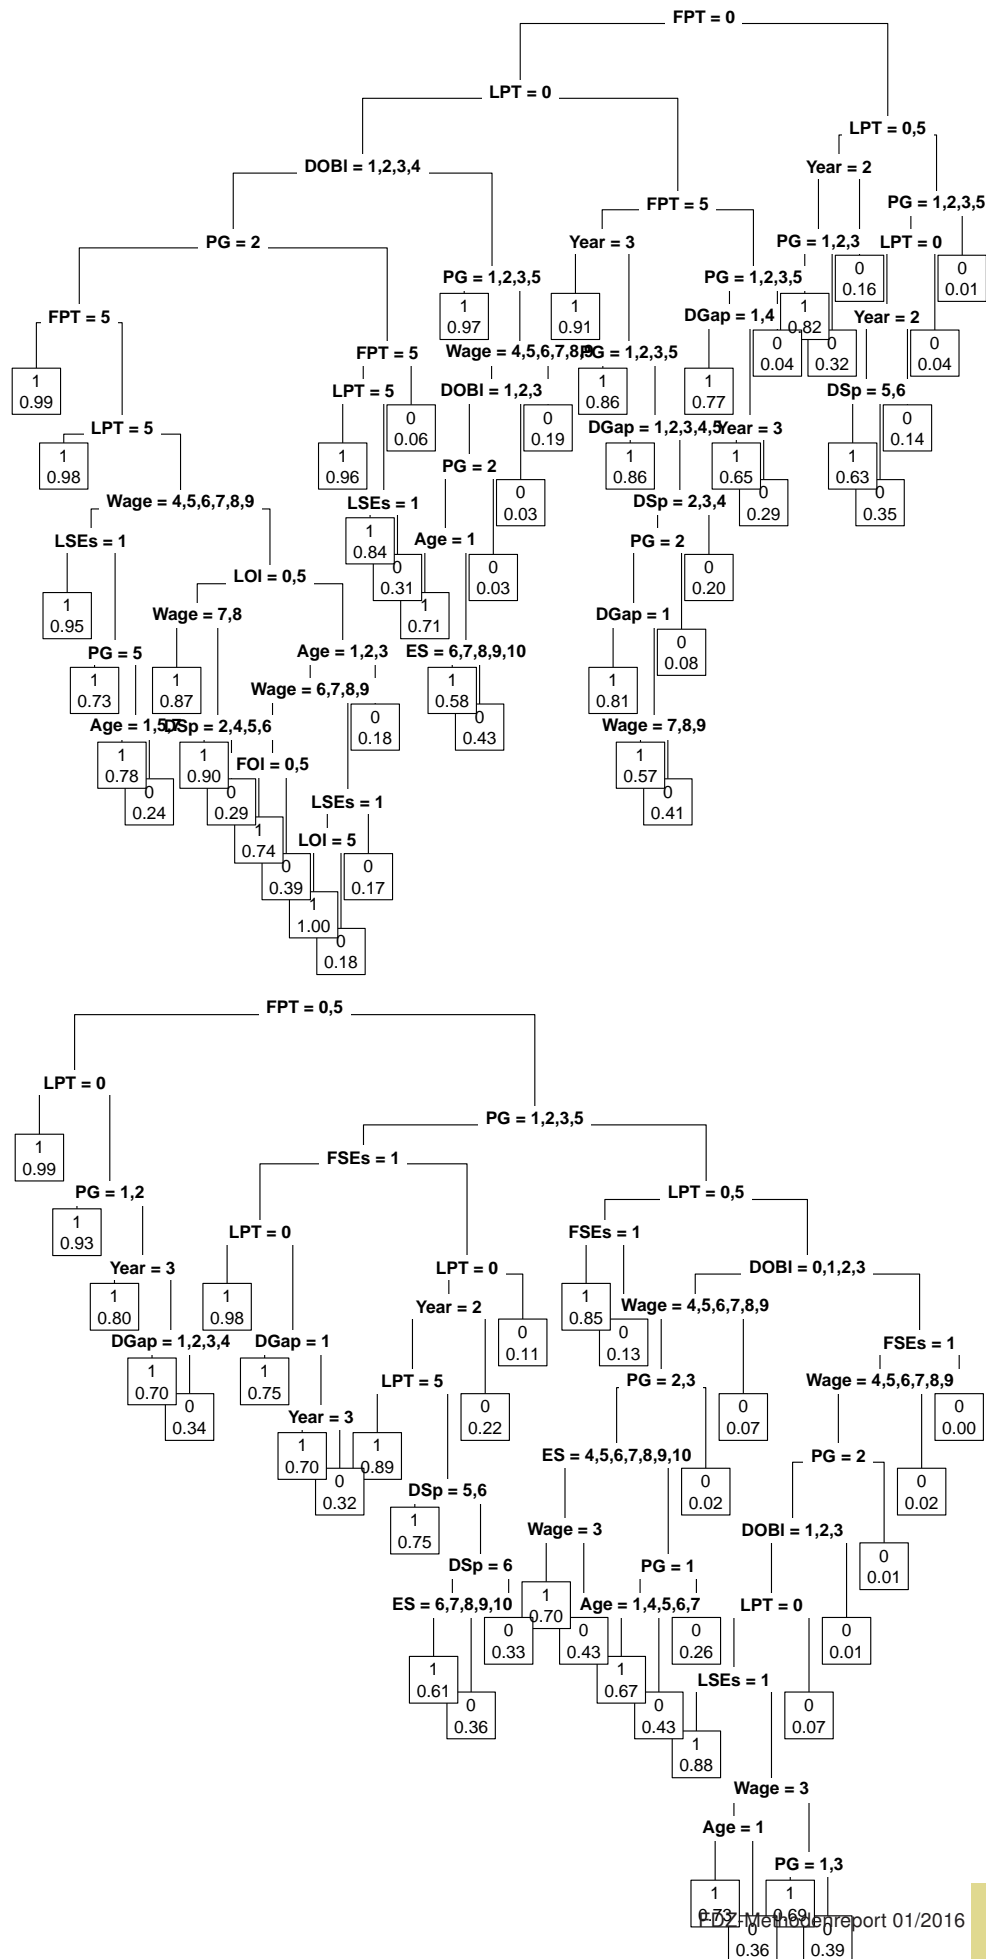 FPT = 0
LPT = 0
LPT = 0,5
DOBI = 1,2,3,4
Year = 2
FPT = 5
PG = 1,2,3,5
PG = 2
Year = 3
PG = 1,2,3
LPT = 0
PG = 1,2,3,5
PG = 1,2,3,5
0
0.16
0
0.01
1
0.97
1
0.91
1
0.82
FPT = 5
DGap = 1,4
Year = 2
FPT = 5
Wage = 4,5,6,7,8,9
PG = 1,2,3,5
0
0.04
0
0.32
0
0.04
1
0.99
LPT = 5
DOBI = 1,2,3
1
0.86
1
0.77
DSp = 5,6
LPT = 5
0
0.06
0
0.19
DGap = 1,2,3,4,5
Year = 3
0
0.14
1
0.98
1
0.96
PG = 2
1
0.86
1
0.65
1
0.63
Wage = 4,5,6,7,8,9
LSEs = 1
0
0.03
DSp = 2,3,4
0
0.29
0
0.35
LSEs = 1
1
0.84
Age = 1
PG = 2
LOI = 0,5
0
0.31
0
0.03
0
0.20
1
0.95
Wage = 7,8
1
0.71
DGap = 1
PG = 5
Age = 1,2,3
ES = 6,7,8,9,10
0
0.08
1
0.73
1
0.87
Wage = 6,7,8,9
1
0.58
1
0.81
Age = 1,5,7
DSp = 2,4,5,6
0
0.18
0
0.43
Wage = 7,8,9
1
0.78
1
0.90
FOI = 0,5
1
0.57
0
0.24
0
0.29
LSEs = 1
0
0.41
1
0.74
LOI = 5
0
0.39
0
0.17
1
1.00
0
0.18
FPT = 0,5
LPT = 0
PG = 1,2,3,5
1
0.99
FSEs = 1
PG = 1,2
LPT = 0,5
1
0.93
LPT = 0
FSEs = 1
Year = 3
LPT = 0
DOBI = 0,1,2,3
1
0.80
1
0.98
Year = 2
1
0.85
Wage = 4,5,6,7,8,9
DGap = 1,2,3,4
DGap = 1
0
0.11
0
0.13
FSEs = 1
1
0.70
1
0.75
LPT = 5
PG = 2,3
Wage = 4,5,6,7,8,9
0
0.34
Year = 3
0
0.22
0
0.07
0
0.00
1
0.70
1
0.89
ES = 4,5,6,7,8,9,10
PG = 2
0
0.32
DSp = 5,6
0
0.02
0
0.02
1
0.75
Wage = 3
DOBI = 1,2,3
DSp = 6
PG = 1
0
0.01
ES = 6,7,8,9,10
1
0.70
Age = 1,4,5,6,7
LPT = 0
0
0.33
0
0.43
0
0.26
0
0.01
1
0.61
1
0.67
LSEs = 1
0
0.36
0
0.43
0
0.07
1
0.88
Wage = 3
Age = 1
PG = 1,3
1
0.73
1
0.69
FDZ-Methodenreport 01/2016
0
0.36
0
0.39